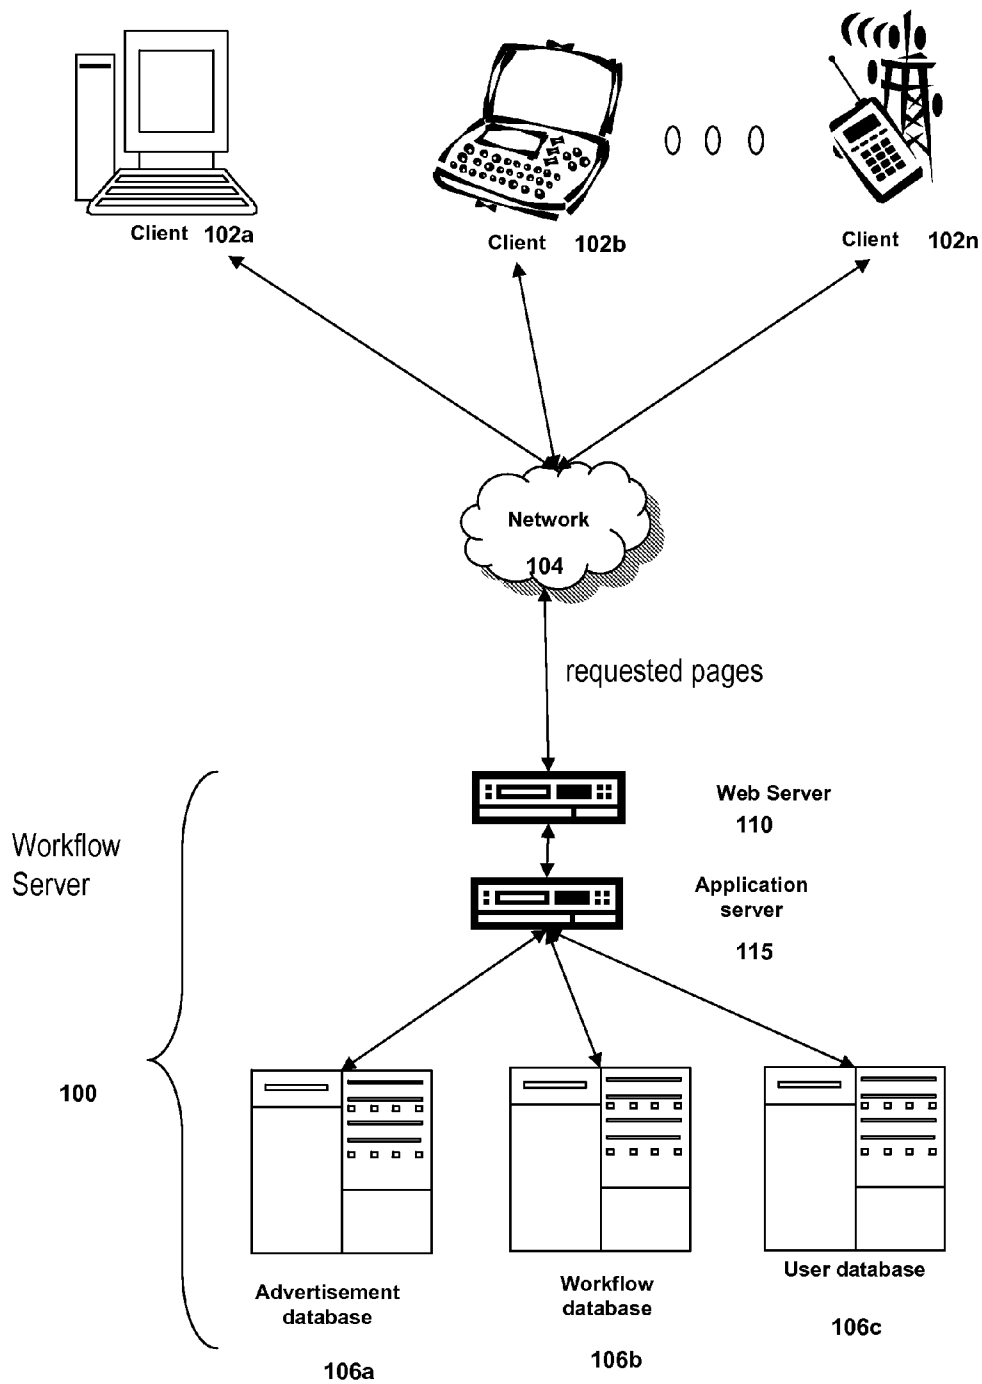 Client 102a
Client 102b
Client 102n
Network
104
requested pages
Workflow
Server
100
Web Server
110
Application
server
115
Advertisement
database
106a
Workflow
database
106b
User database
106c